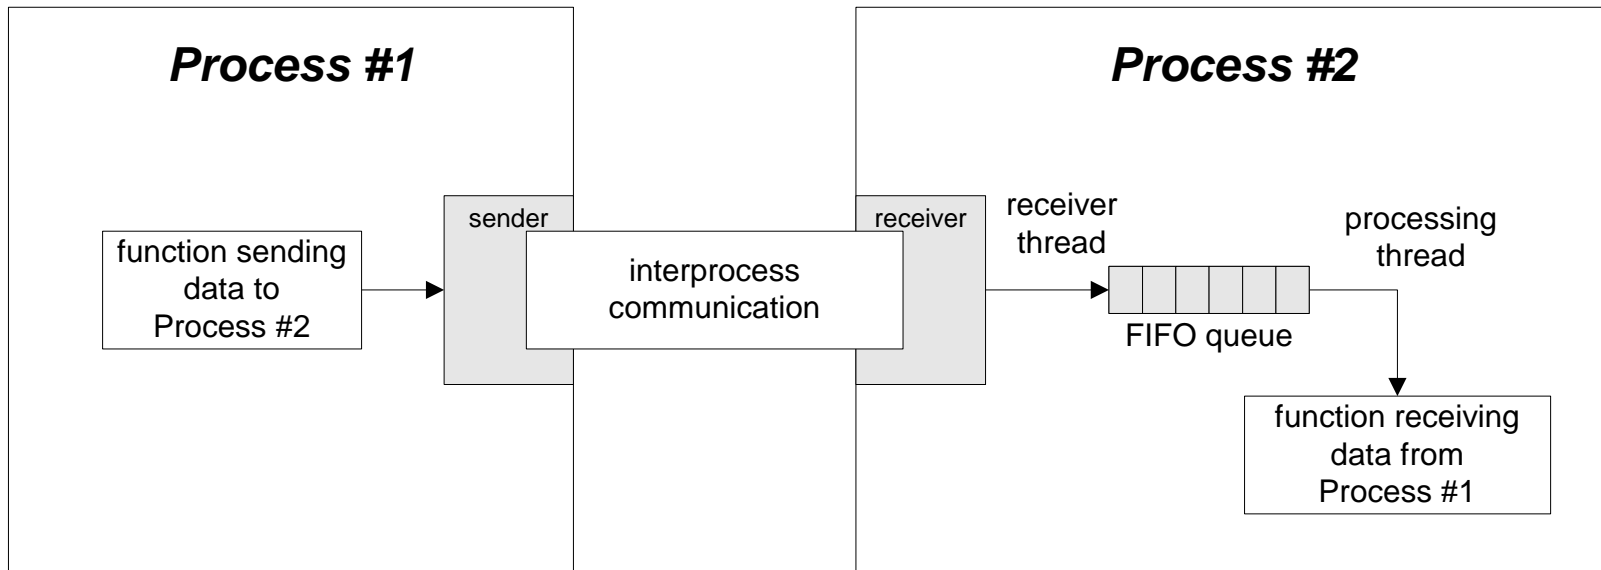 Process #1
Process #2
sender
function sending
data to
Process #2
interprocess
communication
receiver
receiver
thread
FIFO queue
processing
thread
function receiving
data from
Process #1